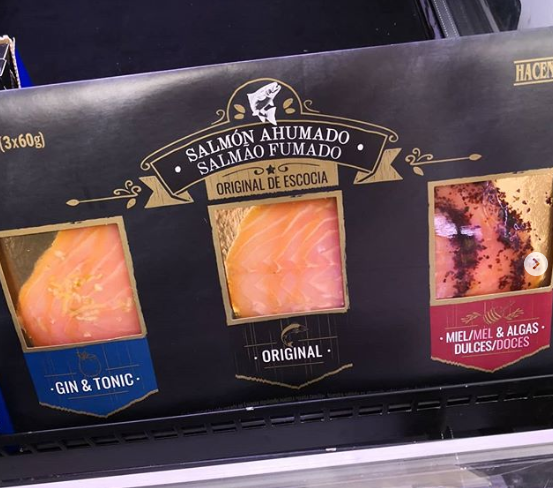 HACEN
(3x60g)
SALMÓN AHUMADO
SALMÃO FUMADO
ORIGINAL DE ESCOCIA
GIN & TONIC
ORIGINAL
MIEL/MEL & ALGAS
DULCES/DOCES